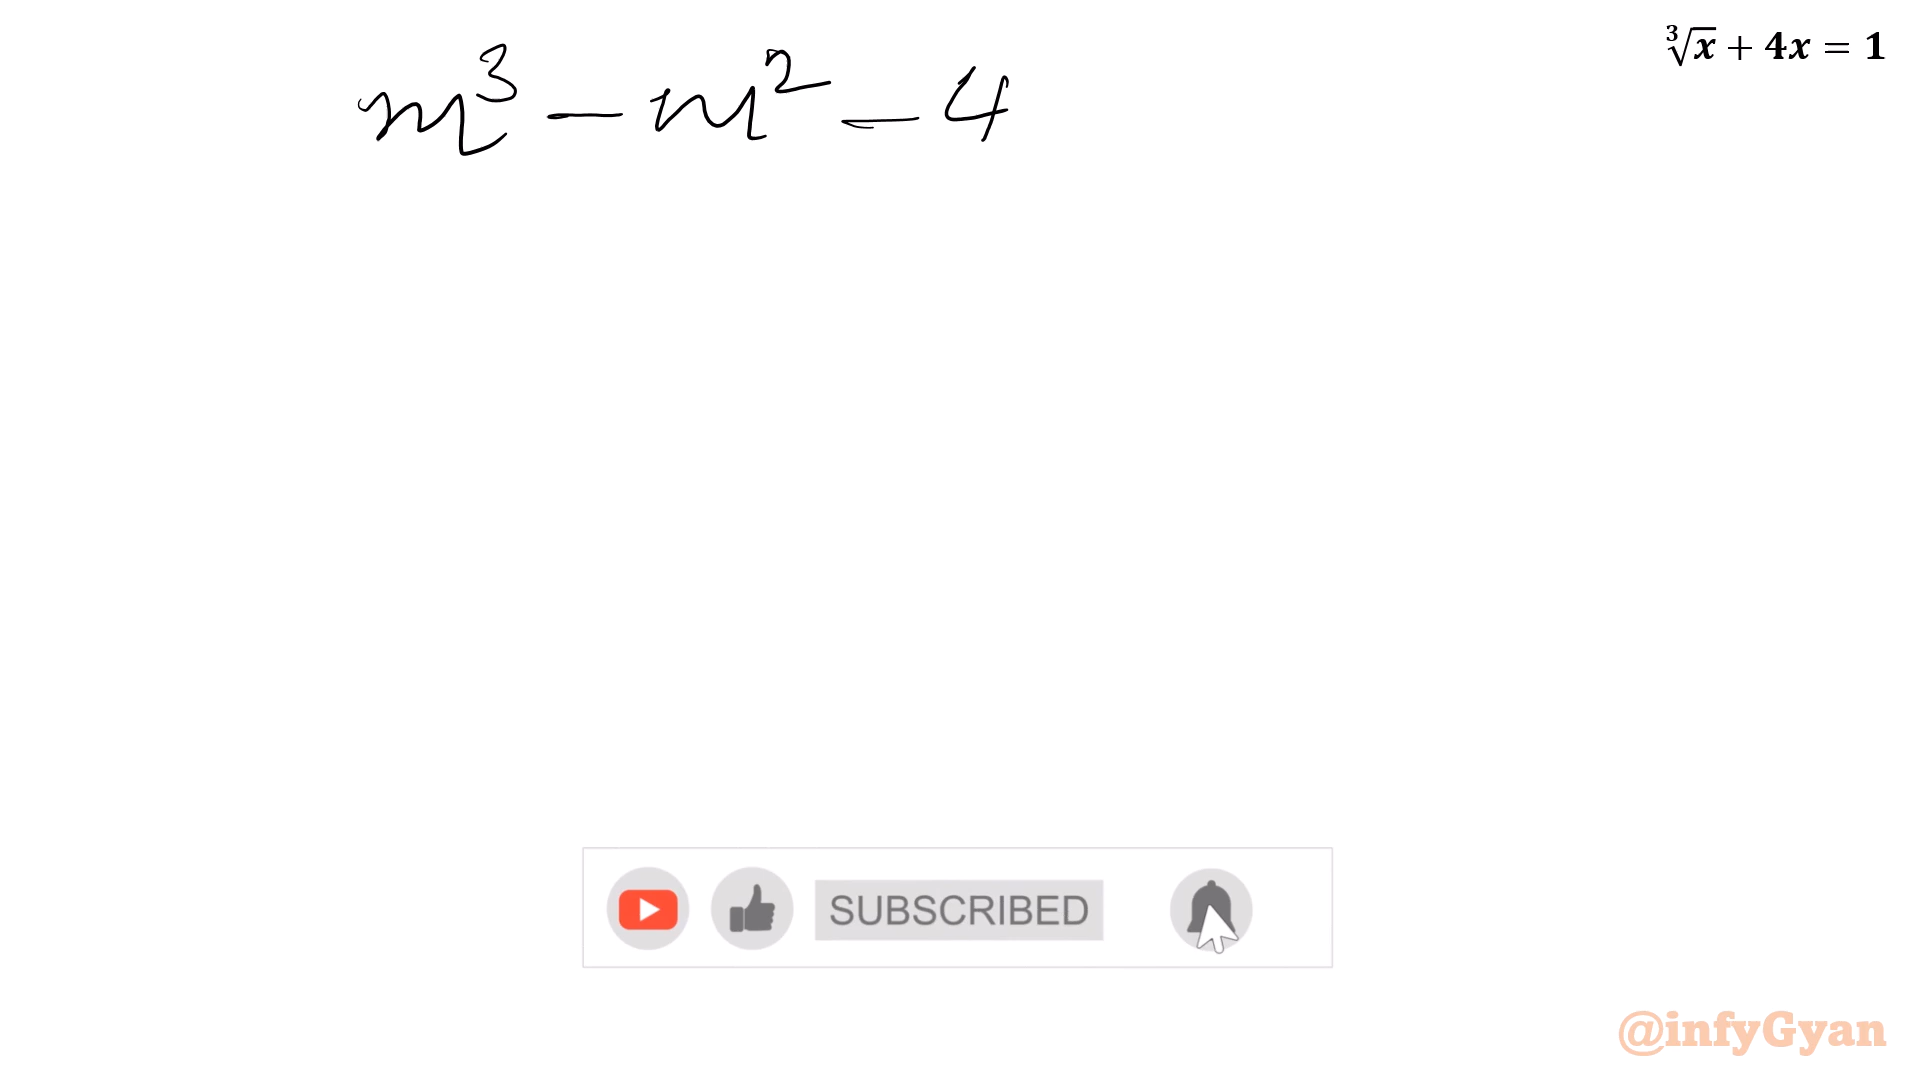 ∛x + 4x = 1
m³ − m² − 4
SUBSCRIBED
@infyGyan